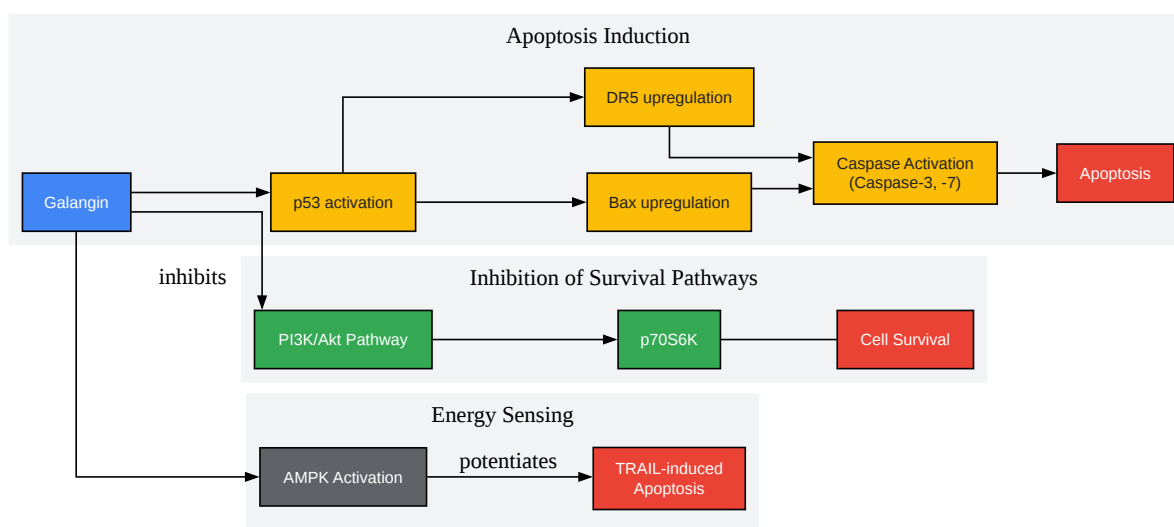 Apoptosis Induction
DR5 upregulation
Caspase Activation
(Caspase-3, -7)
Apoptosis
Galangin
p53 activation
Bax upregulation
inhibits
Inhibition of Survival Pathways
PI3K/Akt Pathway
p70S6K
Cell Survival
Energy Sensing
AMPK Activation
potentiates
TRAIL-induced
Apoptosis